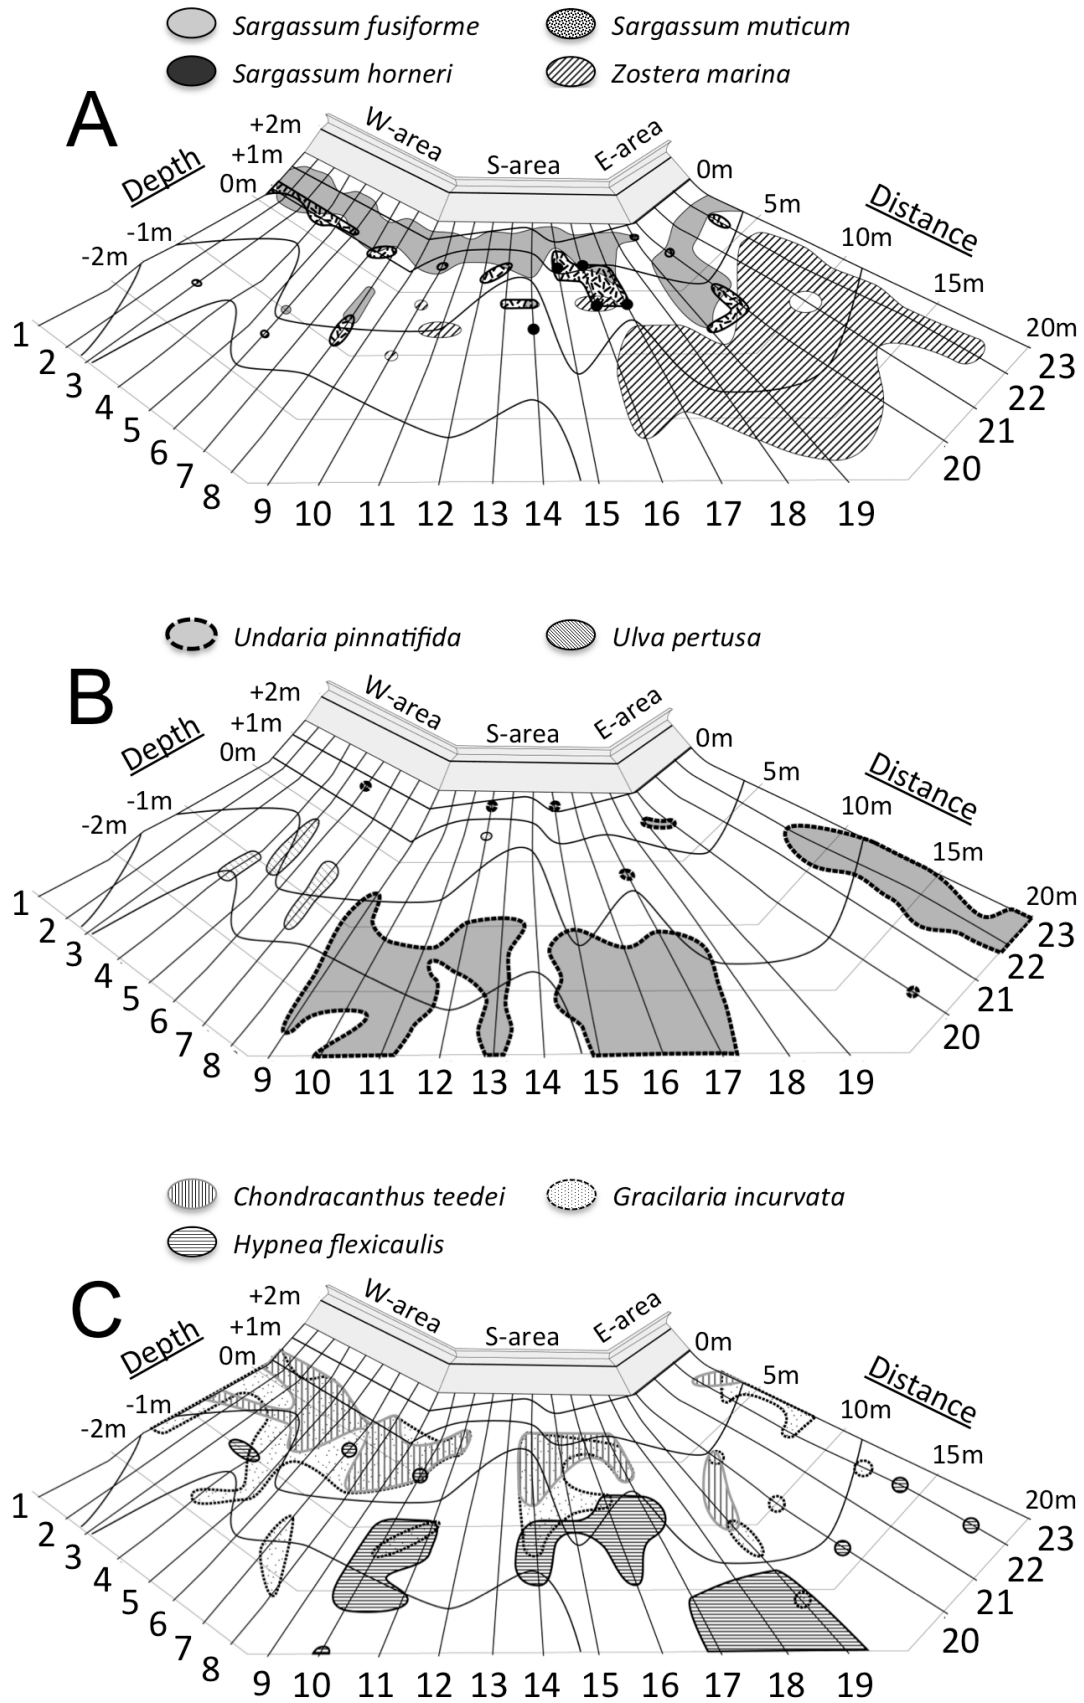 Sargassum fusiforme
Sargassum muticum
Sargassum horneri
Zostera marina
A
Depth
+2m
+1m
0m
-1m
-2m
W-area
S-area
E-area
0m
5m
10m
15m
20m
Distance
1 2 3 4 5 6 7 8 9 10 11 12 13 14 15 16 17 18 19 20 21 22 23
Undaria pinnatifida
Ulva pertusa
B
Depth
+2m
+1m
0m
-1m
-2m
W-area
S-area
E-area
0m
5m
10m
15m
20m
Distance
1 2 3 4 5 6 7 8 9 10 11 12 13 14 15 16 17 18 19 20 21 22 23
Chondracanthus teedei
Gracilaria incurvata
Hypnea flexicaulis
C
Depth
+2m
+1m
0m
-1m
-2m
W-area
S-area
E-area
0m
5m
10m
15m
20m
Distance
1 2 3 4 5 6 7 8 9 10 11 12 13 14 15 16 17 18 19 20 21 22 23